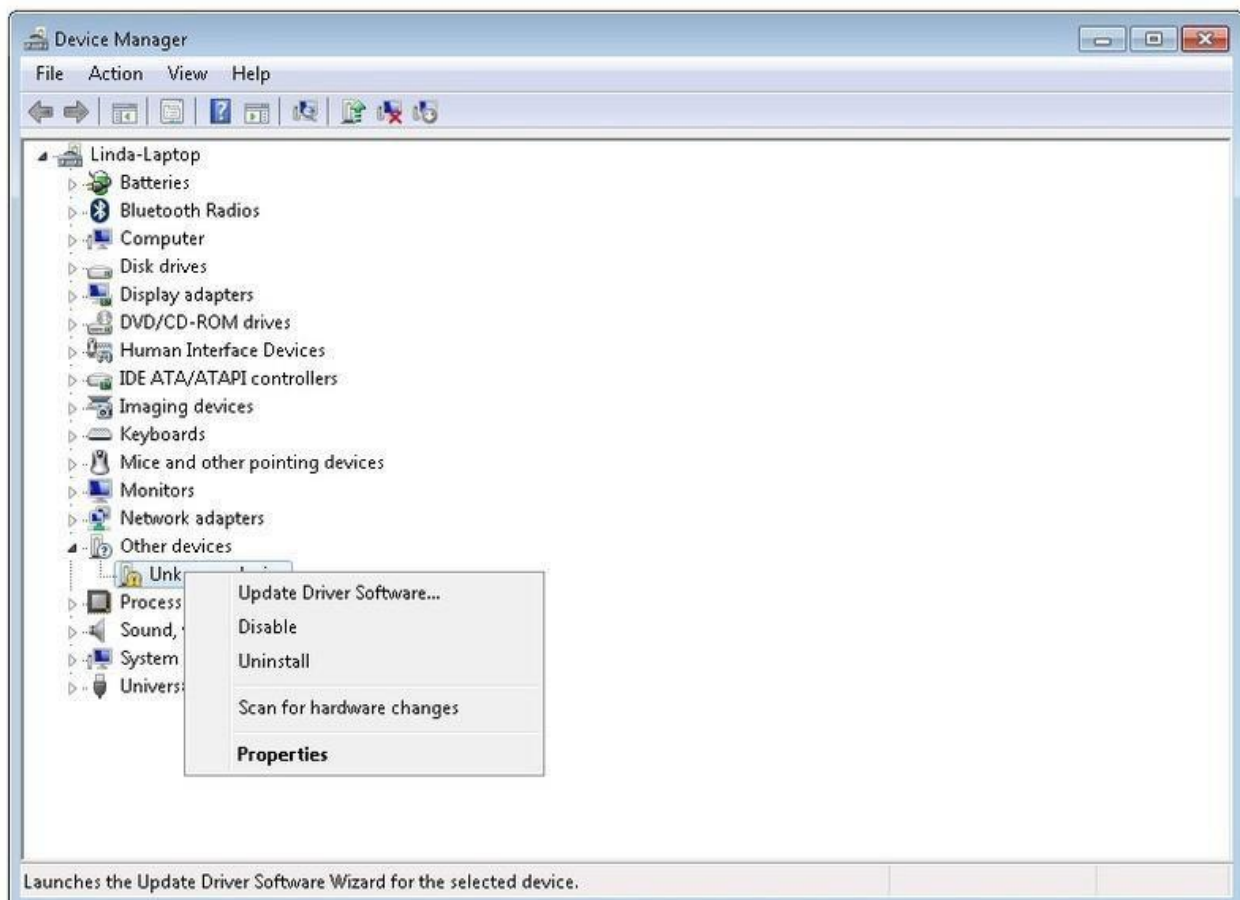 Device Manager
File Action View Help
Linda-Laptop
Batteries
Bluetooth Radios
Computer
Disk drives
Display adapters
DVD/CD-ROM drives
Human Interface Devices
IDE ATA/ATAPI controllers
Imaging devices
Keyboards
Mice and other pointing devices
Monitors
Network adapters
Other devices
Unk
Process
Sound,
System
Univers
Update Driver Software...
Disable
Uninstall
Scan for hardware changes
Properties
Launches the Update Driver Software Wizard for the selected device.